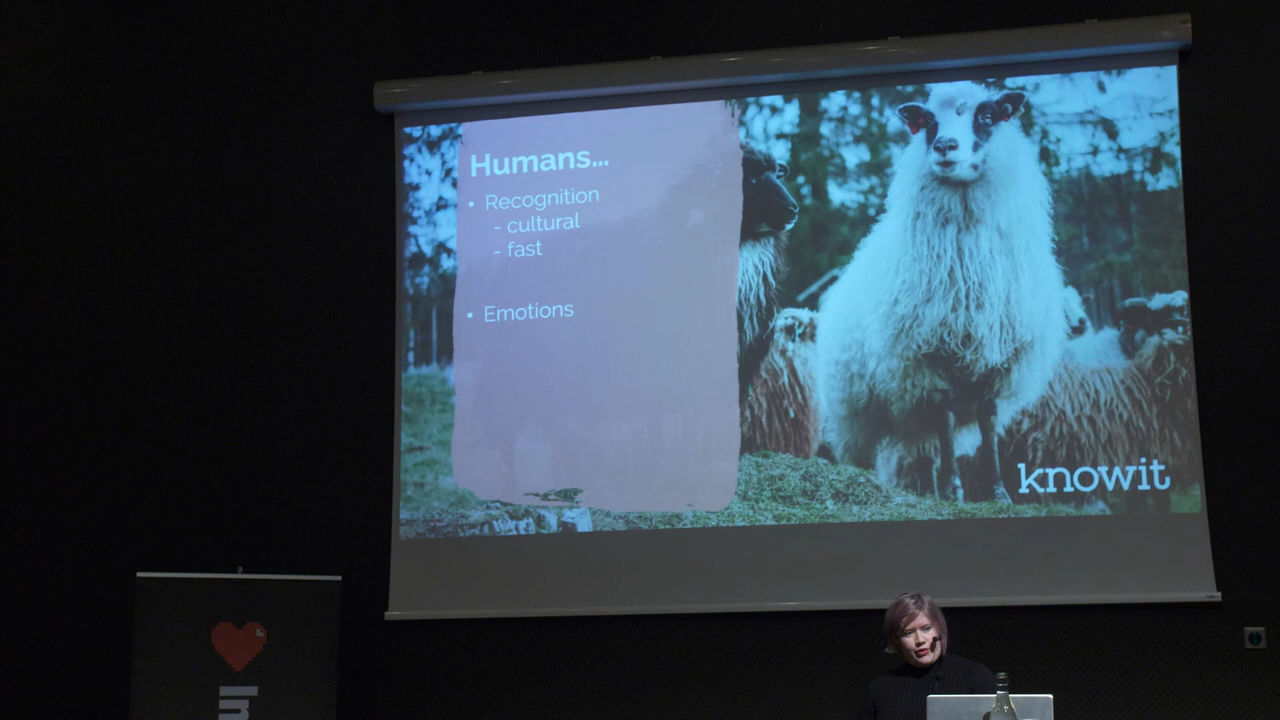 Humans...
• Recognition
- cultural
- fast
• Emotions
knowit